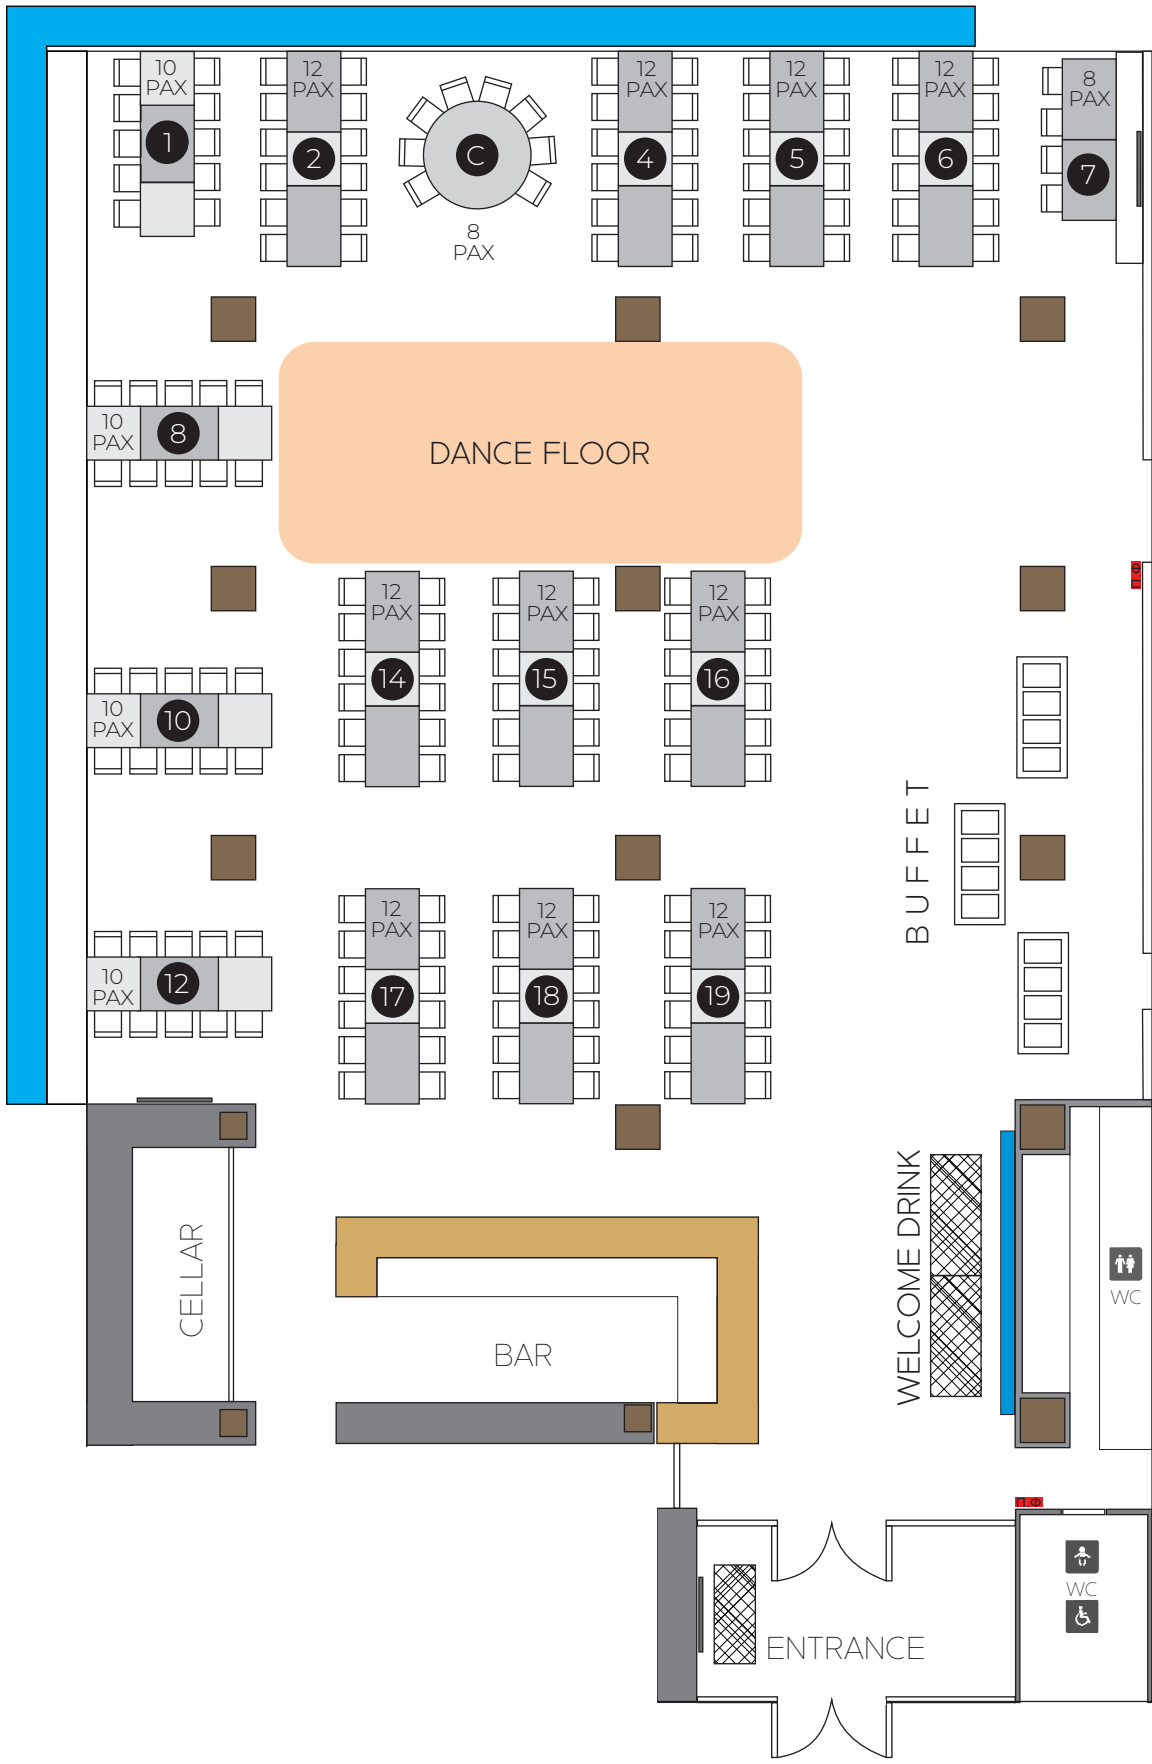 10
PAX
1
12
PAX
2
C
8
PAX
12
PAX
4
12
PAX
5
12
PAX
6
8
PAX
7
10
PAX
8
DANCE FLOOR
Π.Φ
12
PAX
14
12
PAX
15
12
PAX
16
10
PAX
10
BUFFET
12
PAX
17
12
PAX
18
12
PAX
19
10
PAX
12
CELLAR
BAR
WELCOME DRINK
WC
Π.Φ
WC
ENTRANCE